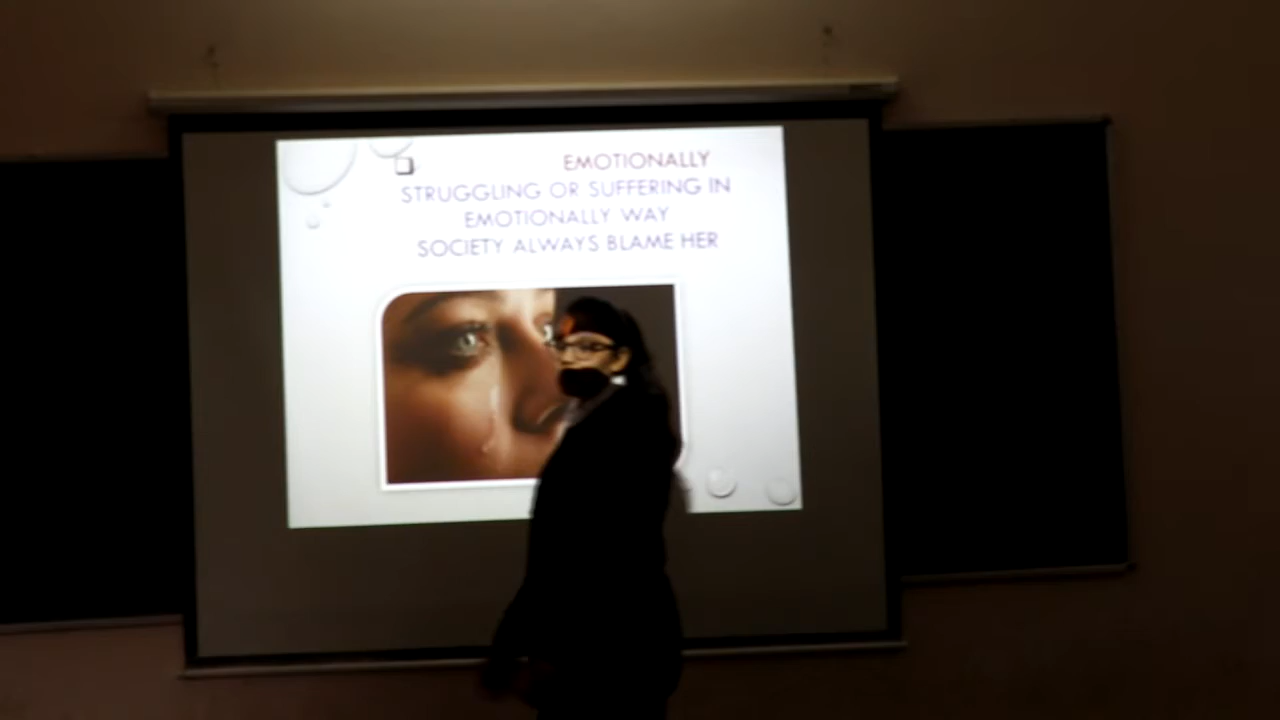 EMOTIONALLY
STRUGGLING OR SUFFERING IN
EMOTIONALLY WAY
SOCIETY ALWAYS BLAME HER